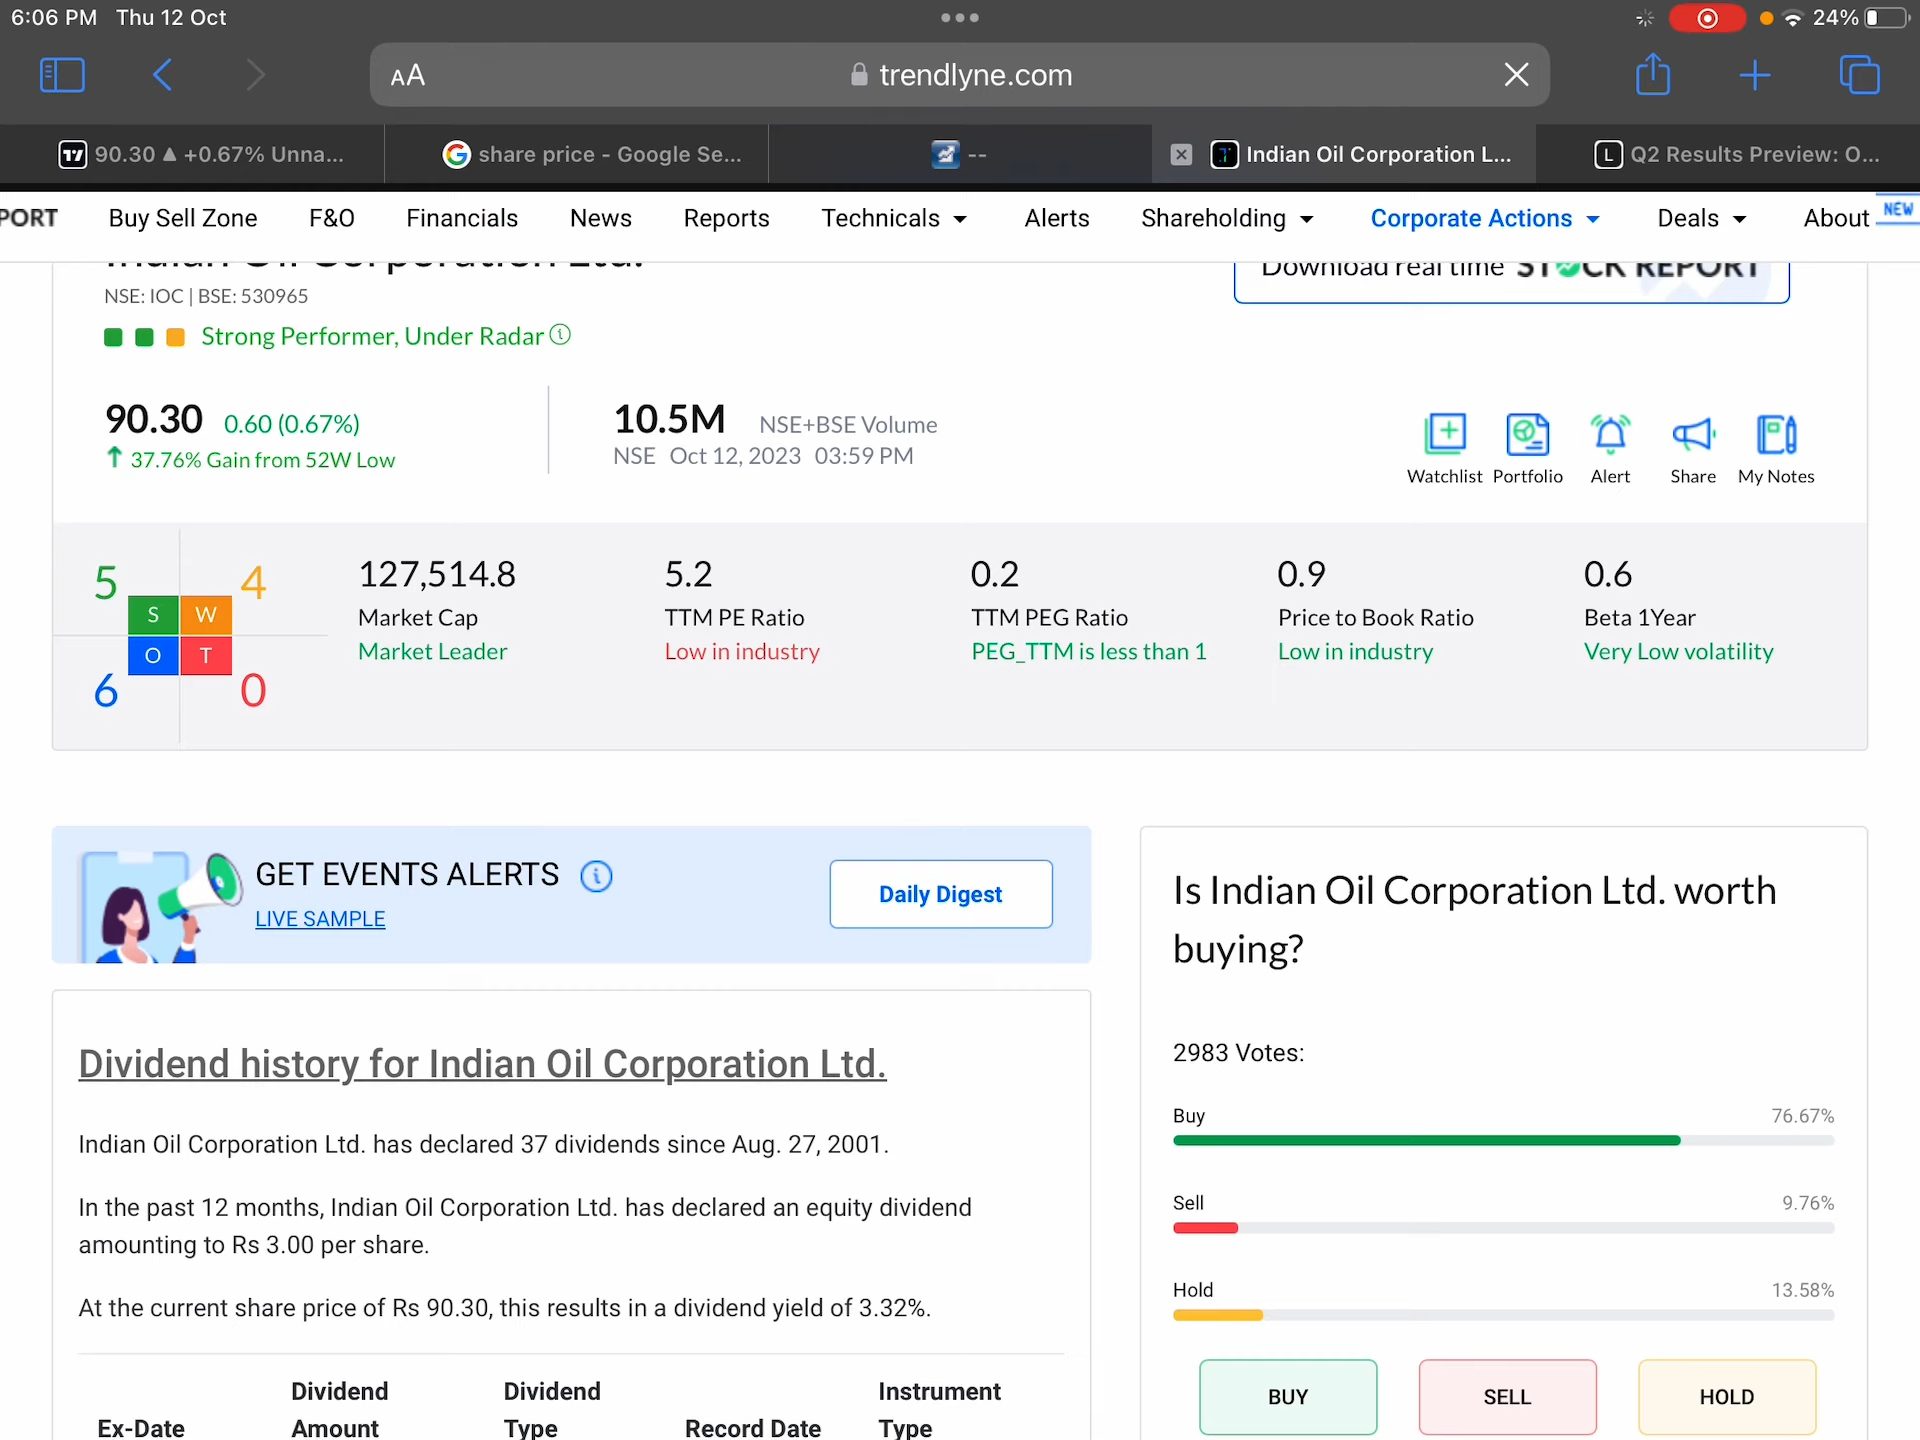 6:06 PM Thu 12 Oct
24%
AA trendlyne.com
90.30 ▲ +0.67% Unna...
share price - Google Se...
--
Indian Oil Corporation L...
Q2 Results Preview: O...
PORT Buy Sell Zone F&O Financials News Reports Technicals Alerts Shareholding Corporate Actions Deals About NEW
Indian Oil Corporation Ltd.
Download real time STOCK REPORT
NSE: IOC | BSE: 530965
Strong Performer, Under Radar
90.30 0.60 (0.67%)
37.76% Gain from 52W Low
10.5M NSE+BSE Volume
NSE Oct 12, 2023 03:59 PM
Watchlist Portfolio Alert Share My Notes
5 4
S W
O T
6 0
127,514.8
Market Cap
Market Leader
5.2
TTM PE Ratio
Low in industry
0.2
TTM PEG Ratio
PEG_TTM is less than 1
0.9
Price to Book Ratio
Low in industry
0.6
Beta 1Year
Very Low volatility
GET EVENTS ALERTS
LIVE SAMPLE
Daily Digest
Dividend history for Indian Oil Corporation Ltd.
Indian Oil Corporation Ltd. has declared 37 dividends since Aug. 27, 2001.
In the past 12 months, Indian Oil Corporation Ltd. has declared an equity dividend
amounting to Rs 3.00 per share.
At the current share price of Rs 90.30, this results in a dividend yield of 3.32%.
Ex-Date
Dividend
Amount
Dividend
Type
Record Date
Instrument
Type
Is Indian Oil Corporation Ltd. worth
buying?
2983 Votes:
Buy 76.67%
Sell 9.76%
Hold 13.58%
BUY SELL HOLD